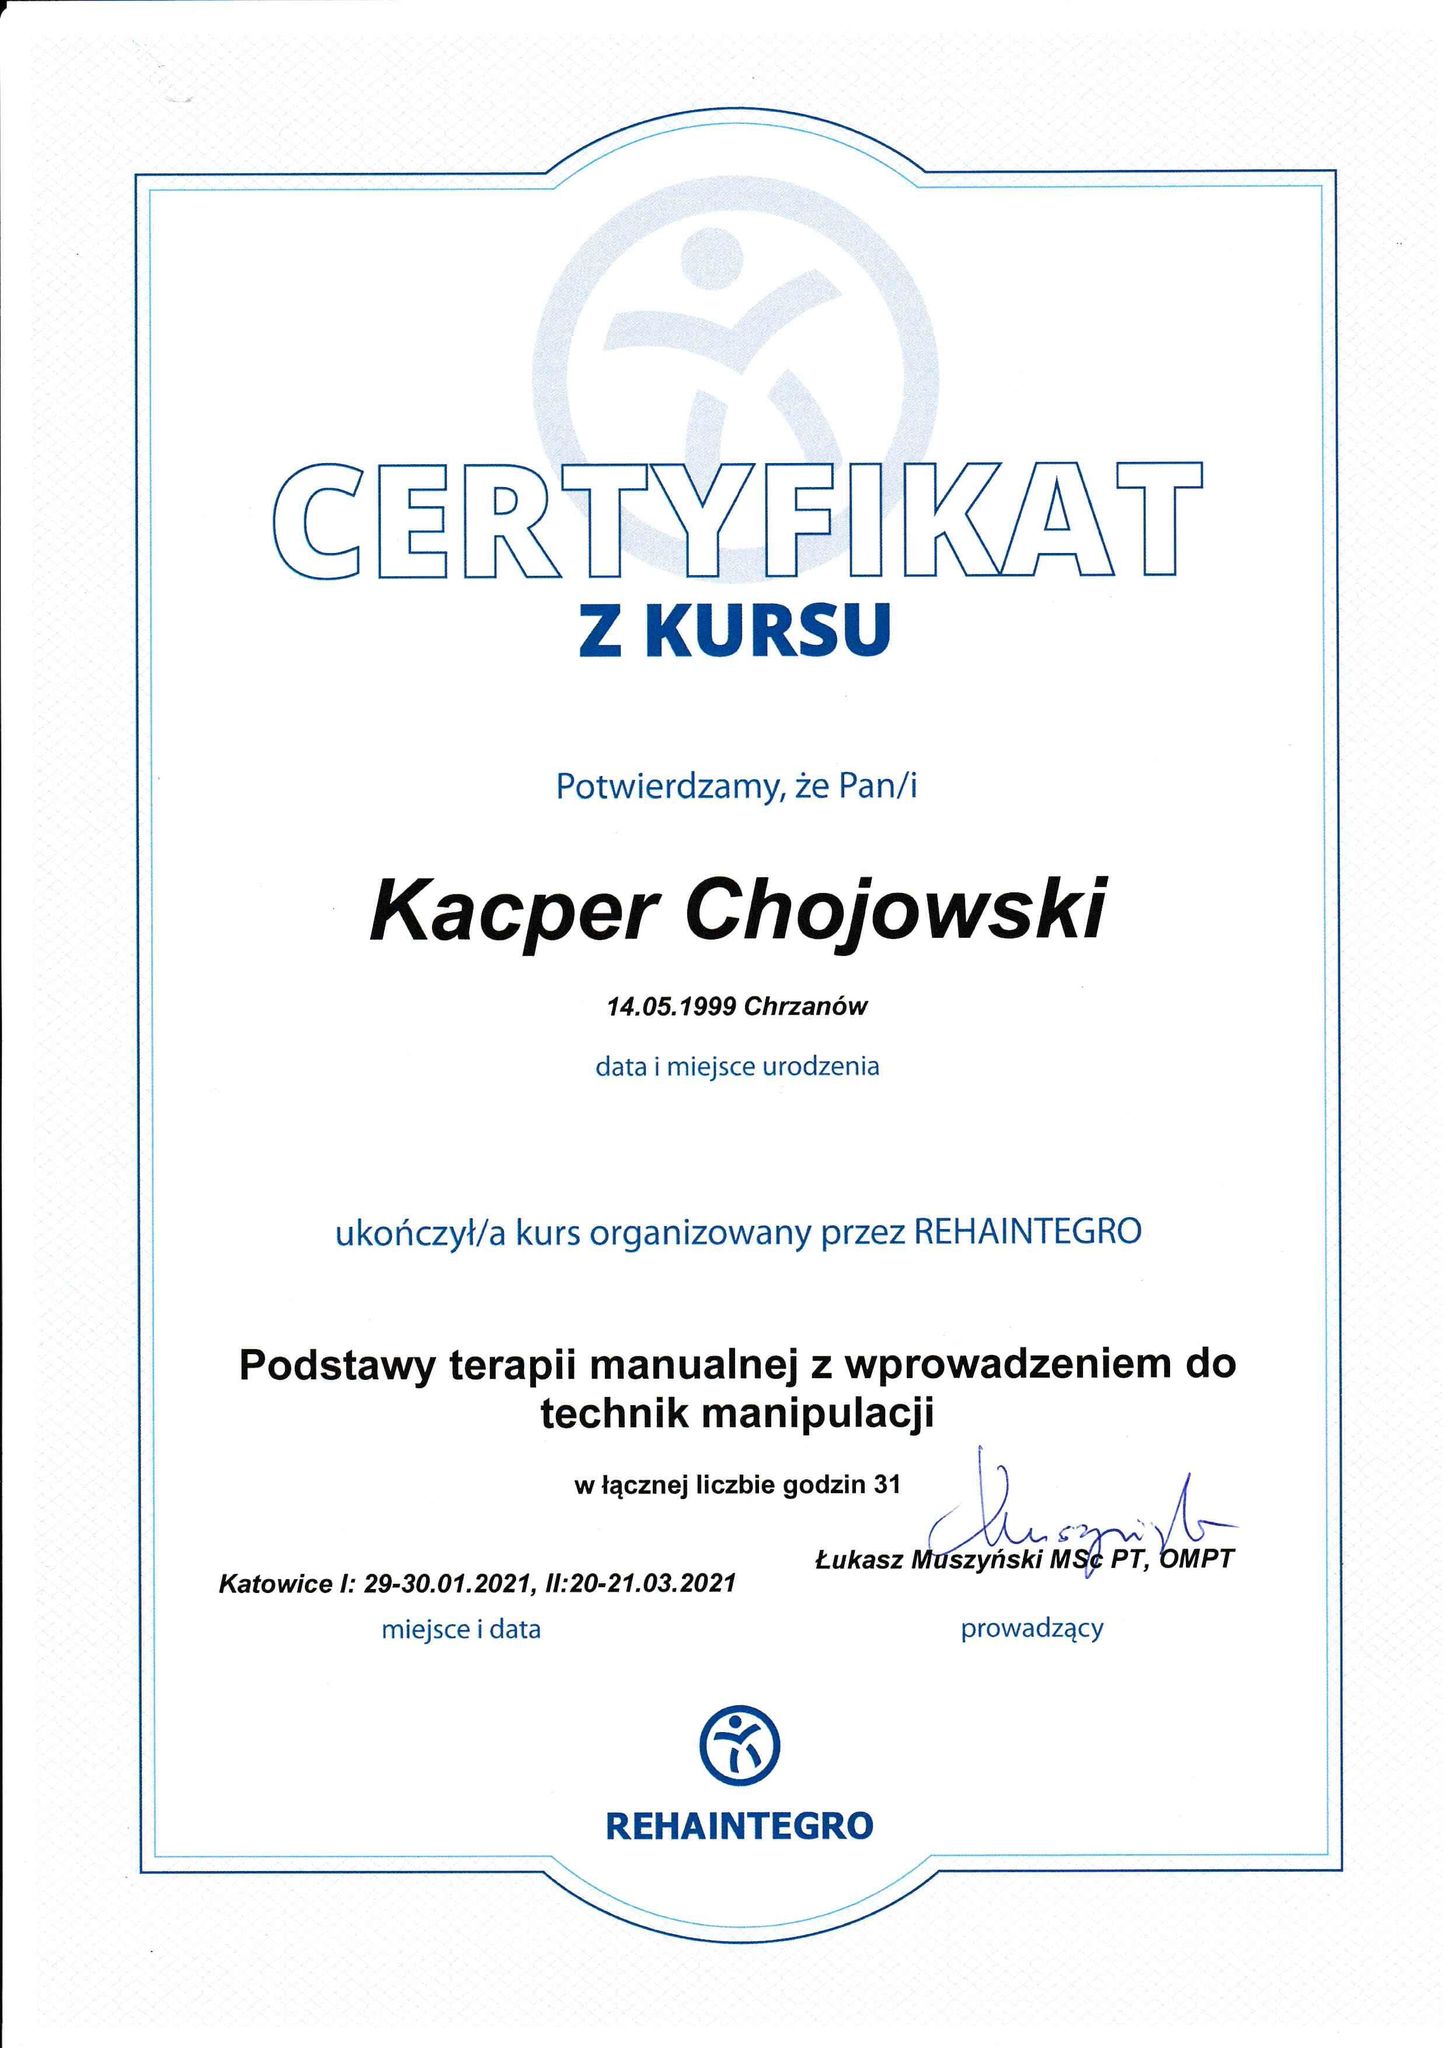 CERTYFIKAT
Z KURSU
Potwierdzamy, że Pan/i
Kacper Chojowski
14.05.1999 Chrzanów
data i miejsce urodzenia
ukończył/a kurs organizowany przez REHAINTEGRO
Podstawy terapii manualnej z wprowadzeniem do
technik manipulacji
w łącznej liczbie godzin 31
Łukasz Muszyński MSc PT, OMPT
Katowice I: 29-30.01.2021, II:20-21.03.2021
miejsce i data
prowadzący
REHAINTEGRO